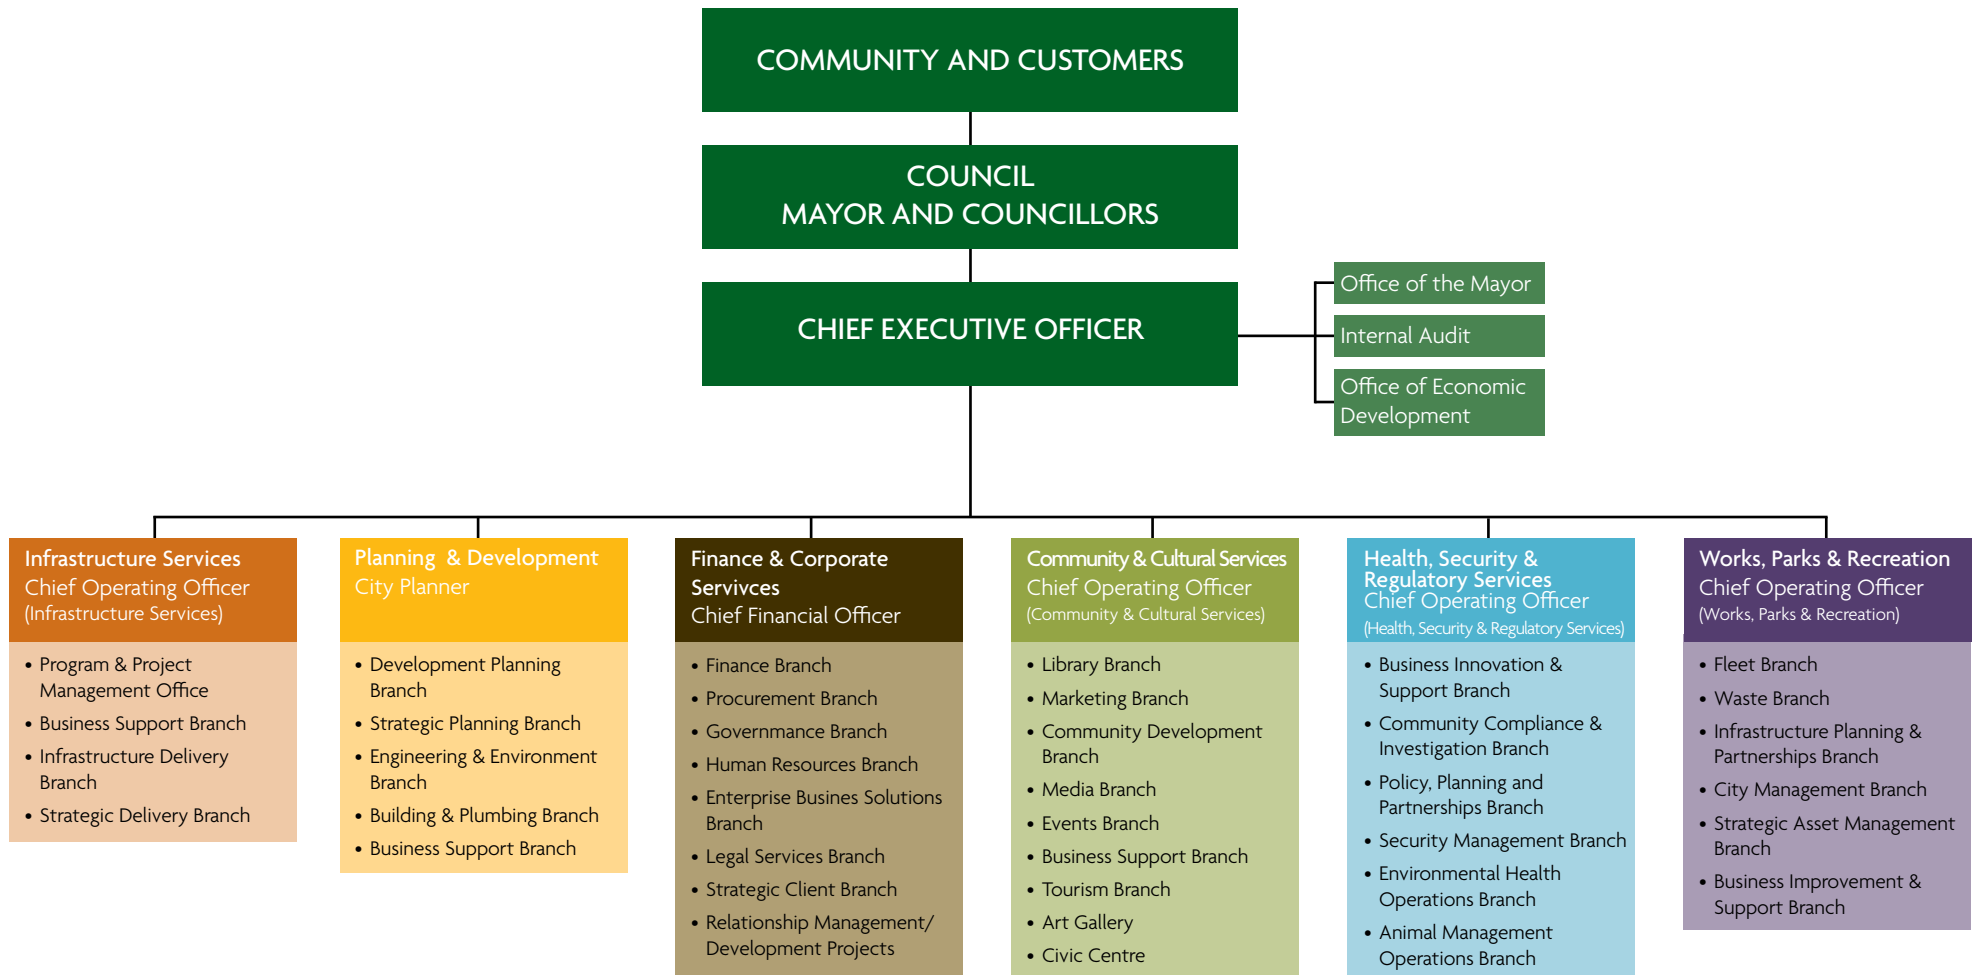 COMMUNITY AND CUSTOMERS
COUNCIL
MAYOR AND COUNCILLORS
CHIEF EXECUTIVE OFFICER
Office of the Mayor
Internal Audit
Office of Economic
Development
Infrastructure Services
Chief Operating Officer
(Infrastructure Services)
• Program & Project
Management Office
• Business Support Branch
• Infrastructure Delivery
Branch
• Strategic Delivery Branch
Planning & Development
City Planner
• Development Planning
Branch
• Strategic Planning Branch
• Engineering & Environment
Branch
• Building & Plumbing Branch
• Business Support Branch
Finance & Corporate
Servivces
Chief Financial Officer
• Finance Branch
• Procurement Branch
• Governmance Branch
• Human Resources Branch
• Enterprise Busines Solutions
Branch
• Legal Services Branch
• Strategic Client Branch
• Relationship Management/
Development Projects
Community & Cultural Services
Chief Operating Officer
(Community & Cultural Services)
• Library Branch
• Marketing Branch
• Community Development
Branch
• Media Branch
• Events Branch
• Business Support Branch
• Tourism Branch
• Art Gallery
• Civic Centre
Health, Security &
Regulatory Services
Chief Operating Officer
(Health, Security & Regulatory Services)
• Business Innovation &
Support Branch
• Community Compliance &
Investigation Branch
• Policy, Planning and
Partnerships Branch
• Security Management Branch
• Environmental Health
Operations Branch
• Animal Management
Operations Branch
Works, Parks & Recreation
Chief Operating Officer
(Works, Parks & Recreation)
• Fleet Branch
• Waste Branch
• Infrastructure Planning &
Partnerships Branch
• City Management Branch
• Strategic Asset Management
Branch
• Business Improvement &
Support Branch